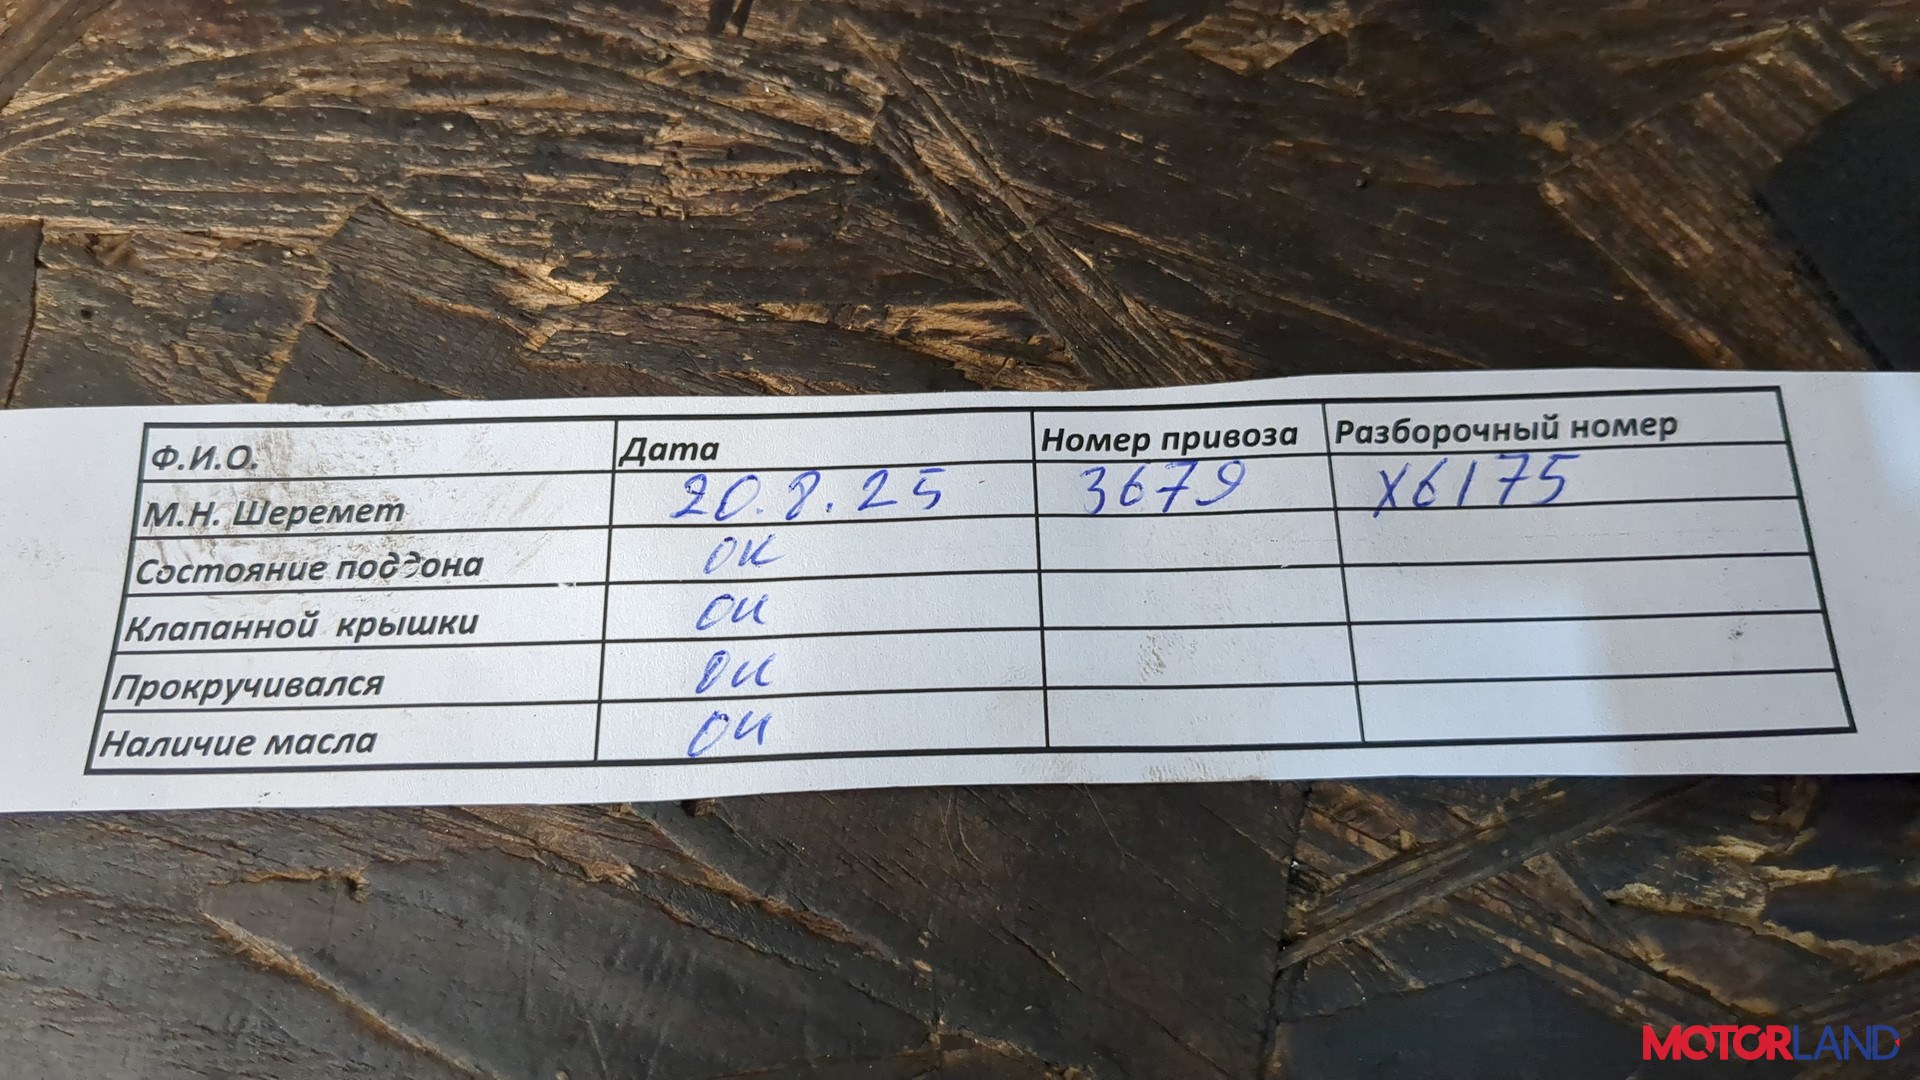 Ф.И.О. Дата Номер привоза Разборочный номер
М.Н. Шеремет 20.8.25 3679 Х6175
Состояние поддона ок
Клапанной крышки ок
Прокручивался ок
Наличие масла ок
MOTORLAND